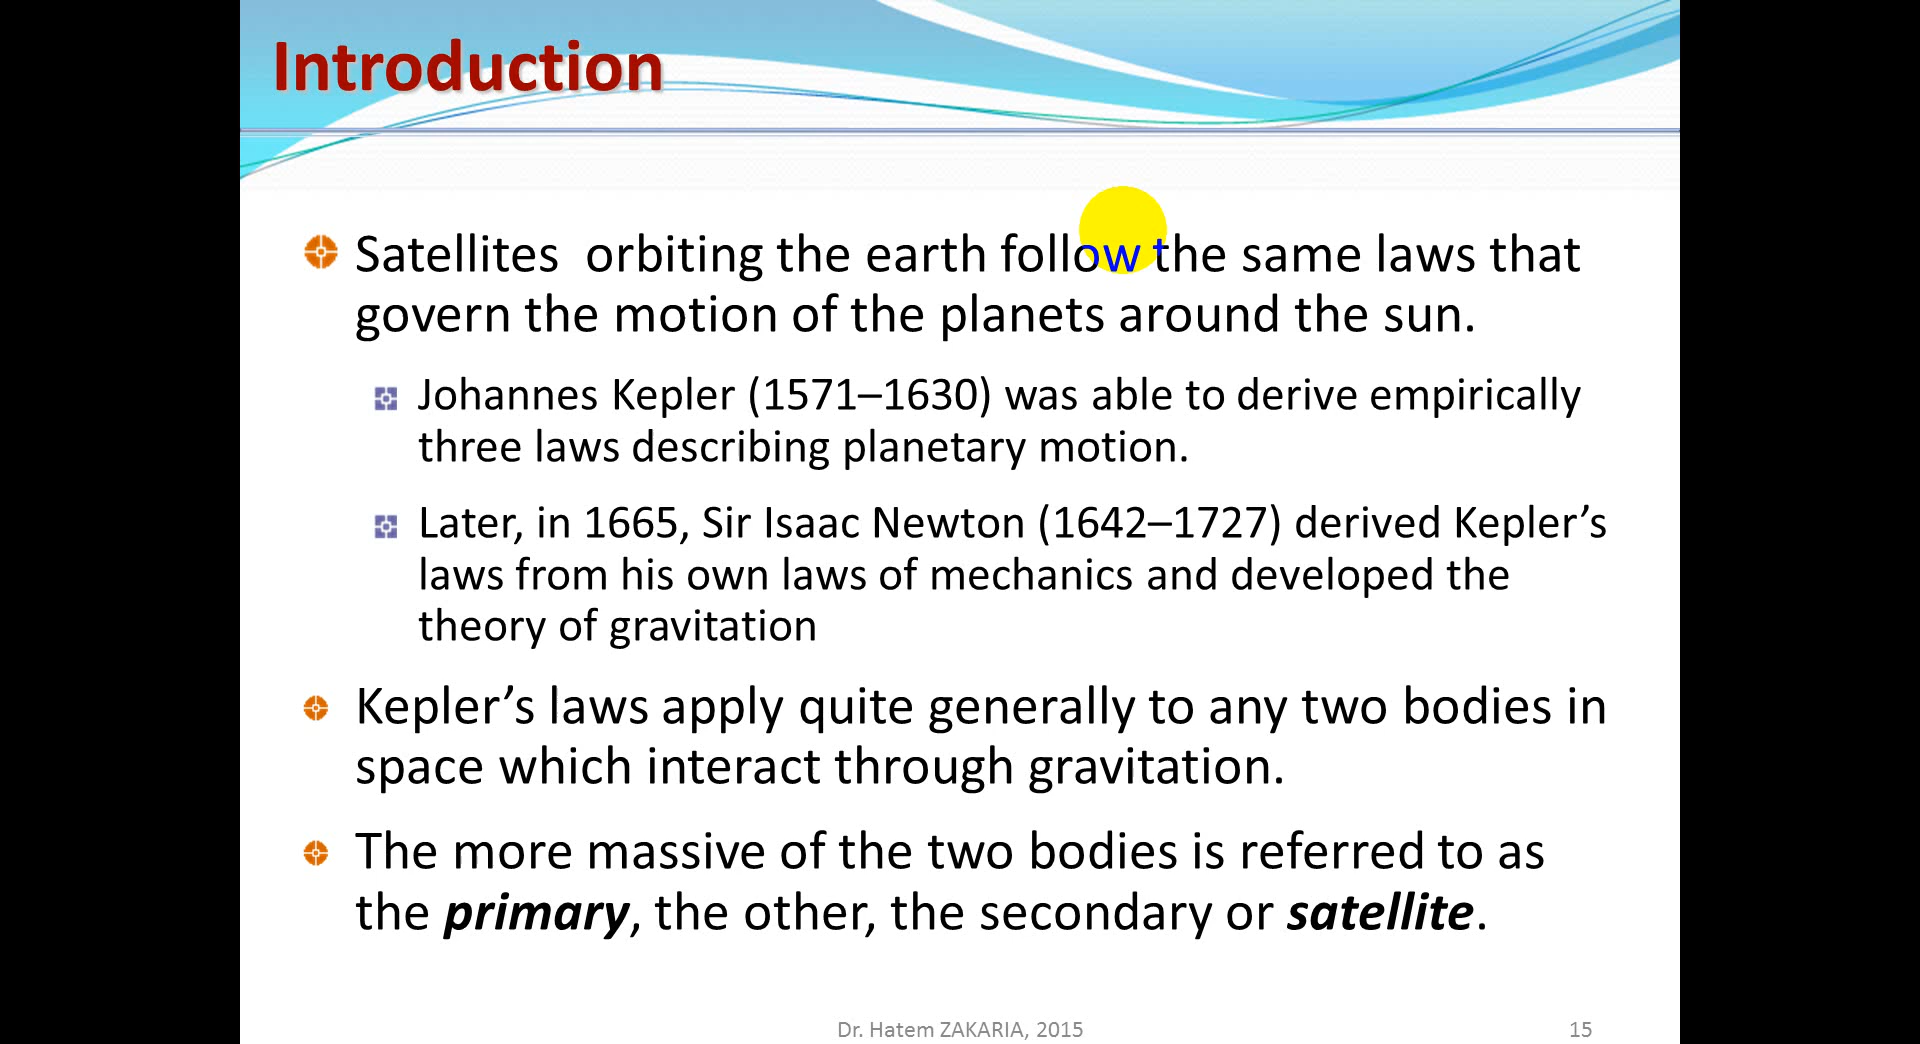 Introduction
Satellites  orbiting the earth follow the same laws that
govern the motion of the planets around the sun.
Johannes Kepler (1571–1630) was able to derive empirically
three laws describing planetary motion.
Later, in 1665, Sir Isaac Newton (1642–1727) derived Kepler’s
laws from his own laws of mechanics and developed the
theory of gravitation
Kepler’s laws apply quite generally to any two bodies in
space which interact through gravitation.
The more massive of the two bodies is referred to as
the primary, the other, the secondary or satellite.
Dr. Hatem ZAKARIA, 2015 15